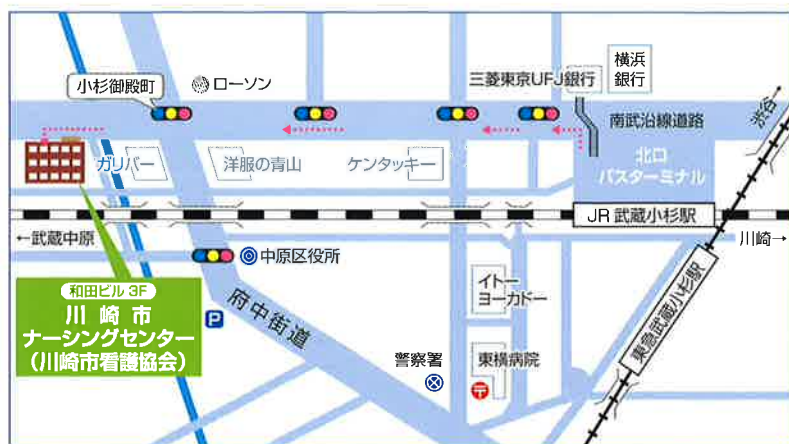 小杉御殿町
ローソン
三菱東京UFJ銀行
横浜
銀行
南武沿線道路
渋谷→
ガリバー
洋服の青山
ケンタッキー
北口
バスターミナル
JR 武蔵小杉駅
←武蔵中原
川崎→
中原区役所
和田ビル 3F
川崎市
ナーシングセンター
(川崎市看護協会)
P
府中街道
イトー
ヨーカドー
東急武蔵小杉駅
警察署
東横病院
〒